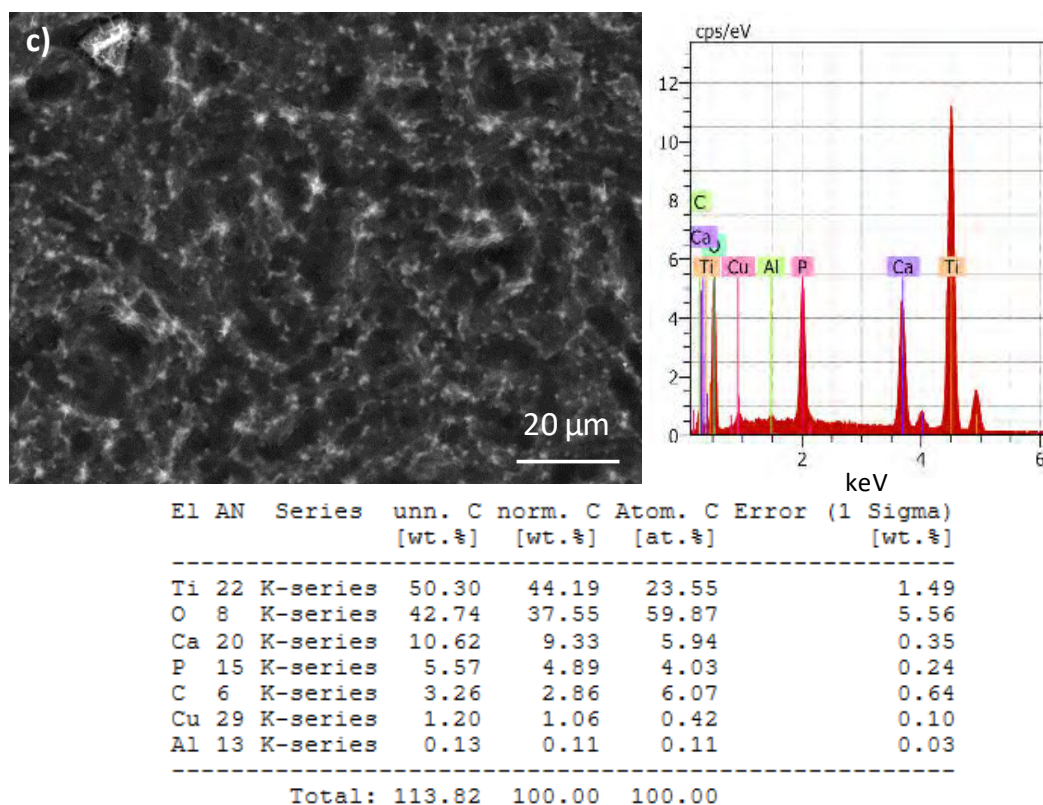 c)
20 µm
cps/eV
12
10
8
6
4
2
0
C
Ca
O
Ti Cu Al P Ca Ti
2 4 6
keV
El AN Series unn. C norm. C Atom. C Error (1 Sigma)
[wt.%] [wt.%] [at.%] [wt.%]
Ti 22 K-series 50.30 44.19 23.55 1.49
O 8 K-series 42.74 37.55 59.87 5.56
Ca 20 K-series 10.62 9.33 5.94 0.35
P 15 K-series 5.57 4.89 4.03 0.24
C 6 K-series 3.26 2.86 6.07 0.64
Cu 29 K-series 1.20 1.06 0.42 0.10
Al 13 K-series 0.13 0.11 0.11 0.03
Total: 113.82 100.00 100.00